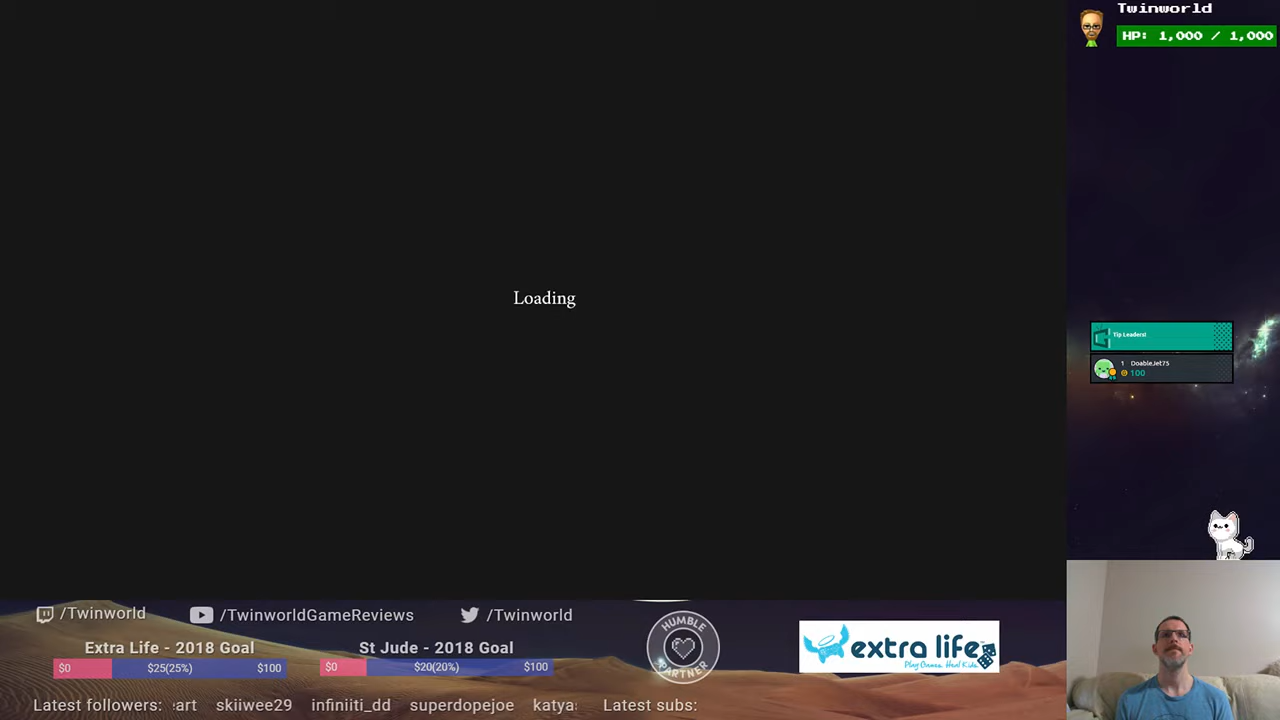 Twinworld
HP: 1,000 / 1,000
Loading
Tip Leaders!
1 DoableJet75
100
/Twinworld
/TwinworldGameReviews
/Twinworld
Extra Life - 2018 Goal
$0 $25(25%) $100
St Jude - 2018 Goal
$0 $20(20%) $100
HUMBLE
PARTNER
extra life
Play Games. Heal Kids.
Latest followers: art skiiwee29 infiniiti_dd superdopejoe katya
Latest subs: